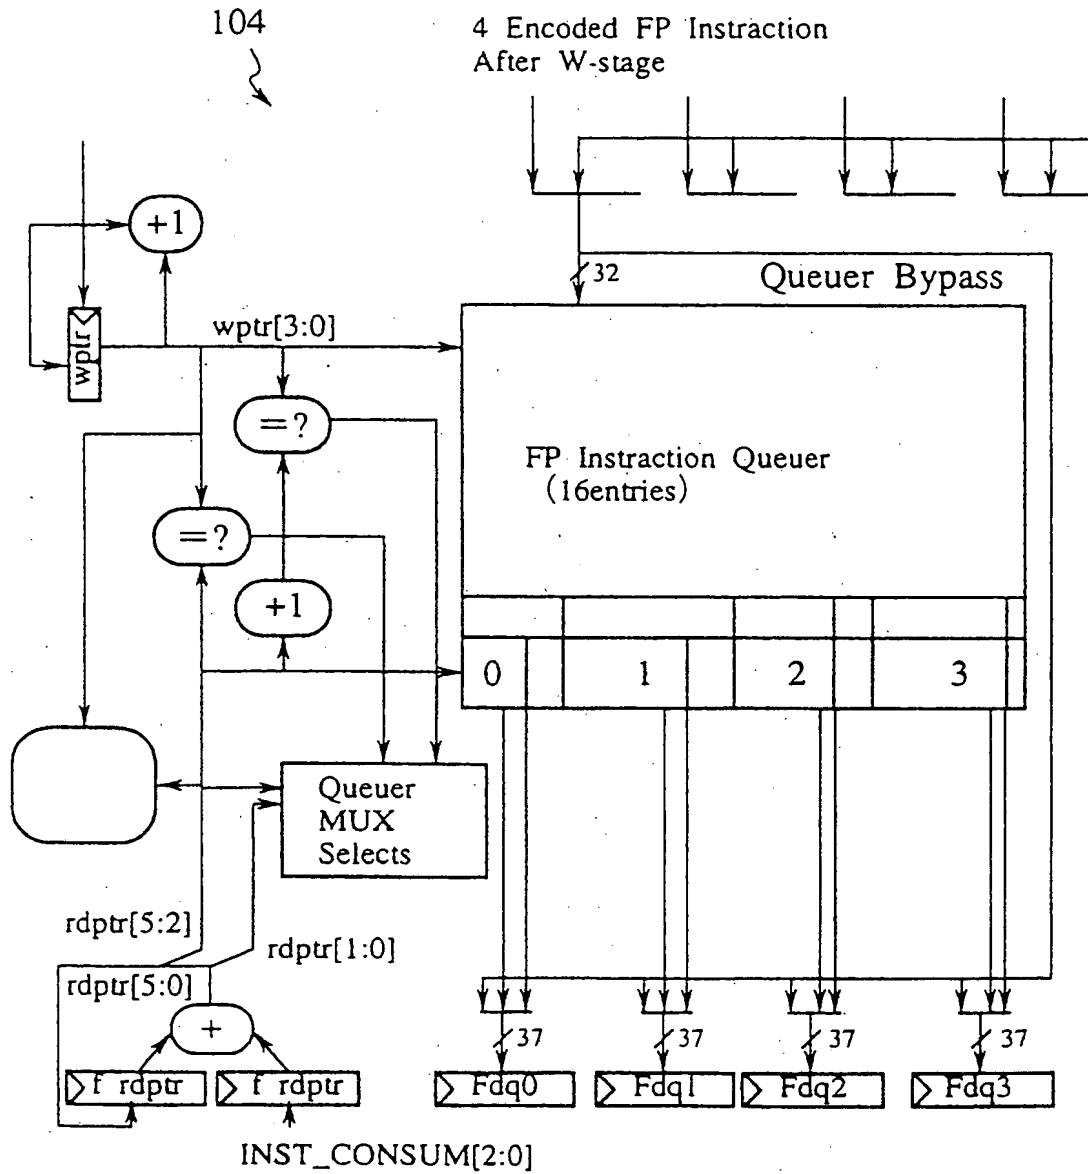 104
4 Encoded FP Instraction
After W-stage
+1
32
Queuer Bypass
wptr
wptr[3:0]
=?
FP Instraction Queuer
(16entries)
=?
+1
0 1 2 3
Queuer
MUX
Selects
rdptr[5:2]
rdptr[1:0]
rdptr[5:0]
+
37 37 37 37
f rdptr f rdptr Fdq0 Fdq1 Fdq2 Fdq3
INST_CONSUM[2:0]